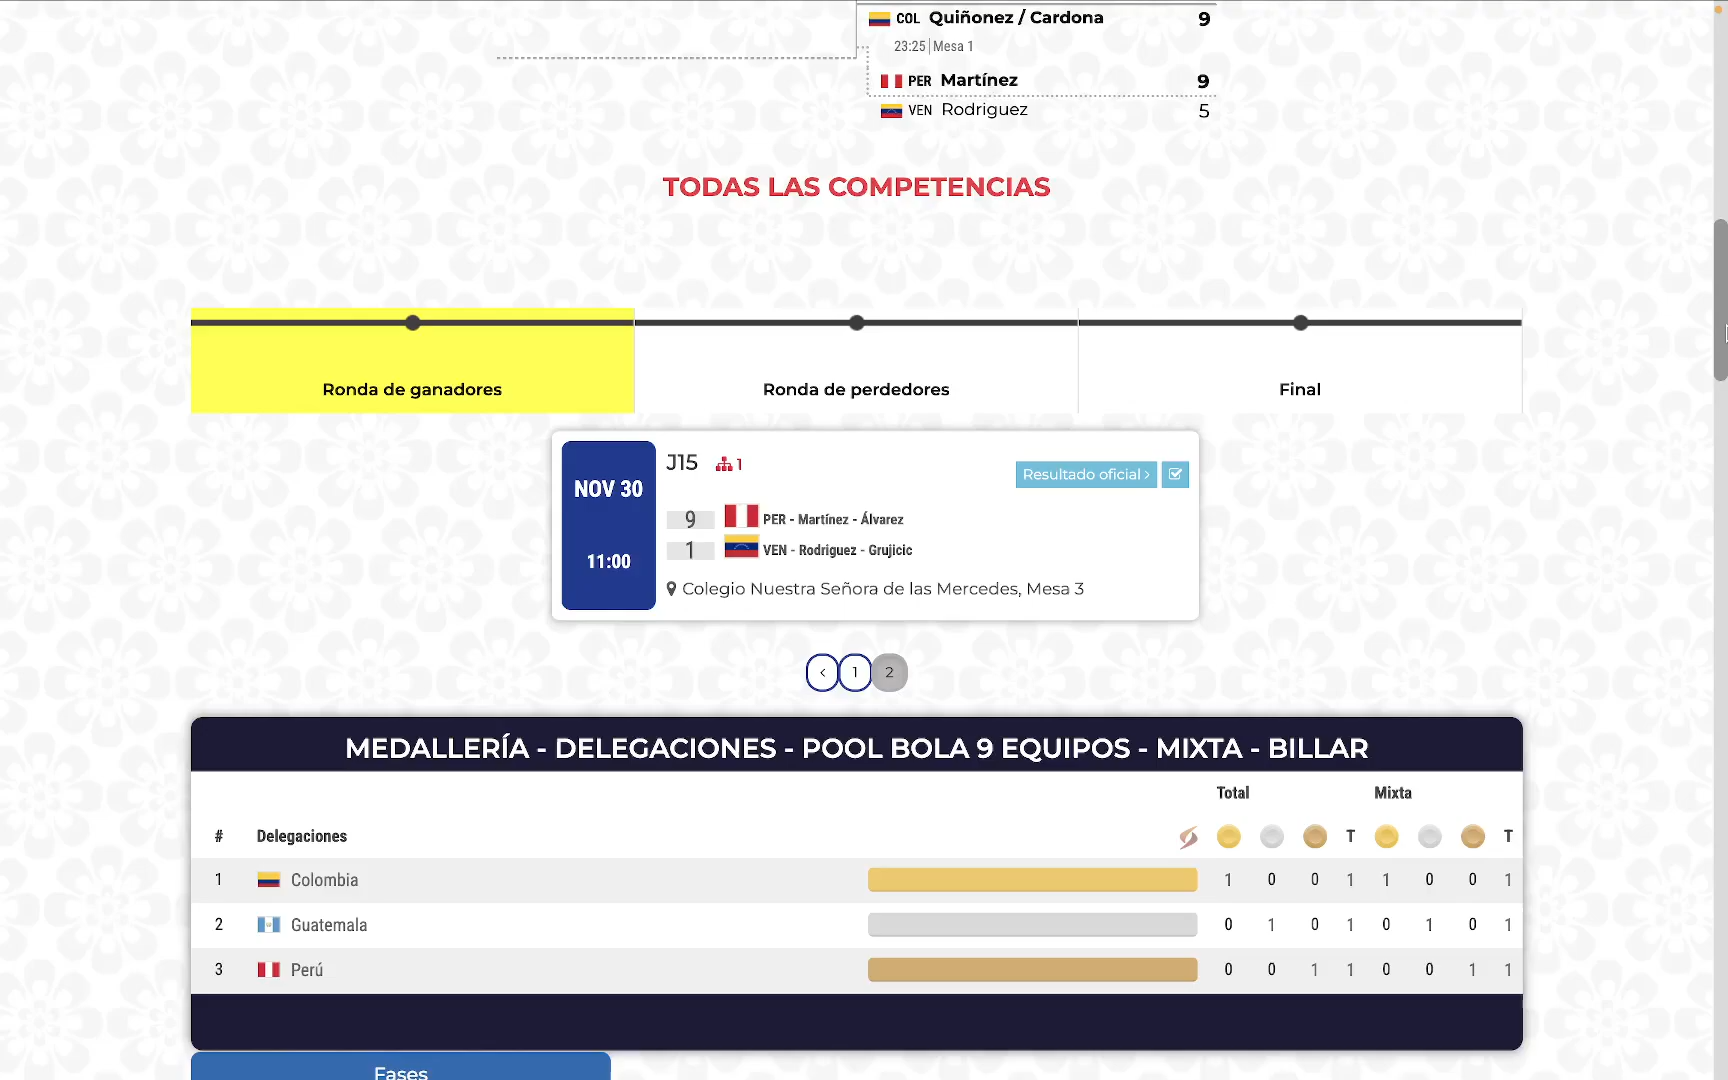 COL Quiñonez / Cardona 9
23:25 Mesa 1
PER Martínez 9
VEN Rodriguez 5
TODAS LAS COMPETENCIAS
Ronda de ganadores Ronda de perdedores Final
NOV 30
11:00
J15 1
Resultado oficial ›
9 PER - Martínez - Álvarez
1 VEN - Rodriguez - Grujicic
Colegio Nuestra Señora de las Mercedes, Mesa 3
‹ 1 2
MEDALLERÍA - DELEGACIONES - POOL BOLA 9 EQUIPOS - MIXTA - BILLAR
Total Mixta
# Delegaciones T T
1 Colombia 1 0 0 1 1 0 0 1
2 Guatemala 0 1 0 1 0 1 0 1
3 Perú 0 0 1 1 0 0 1 1
Fases